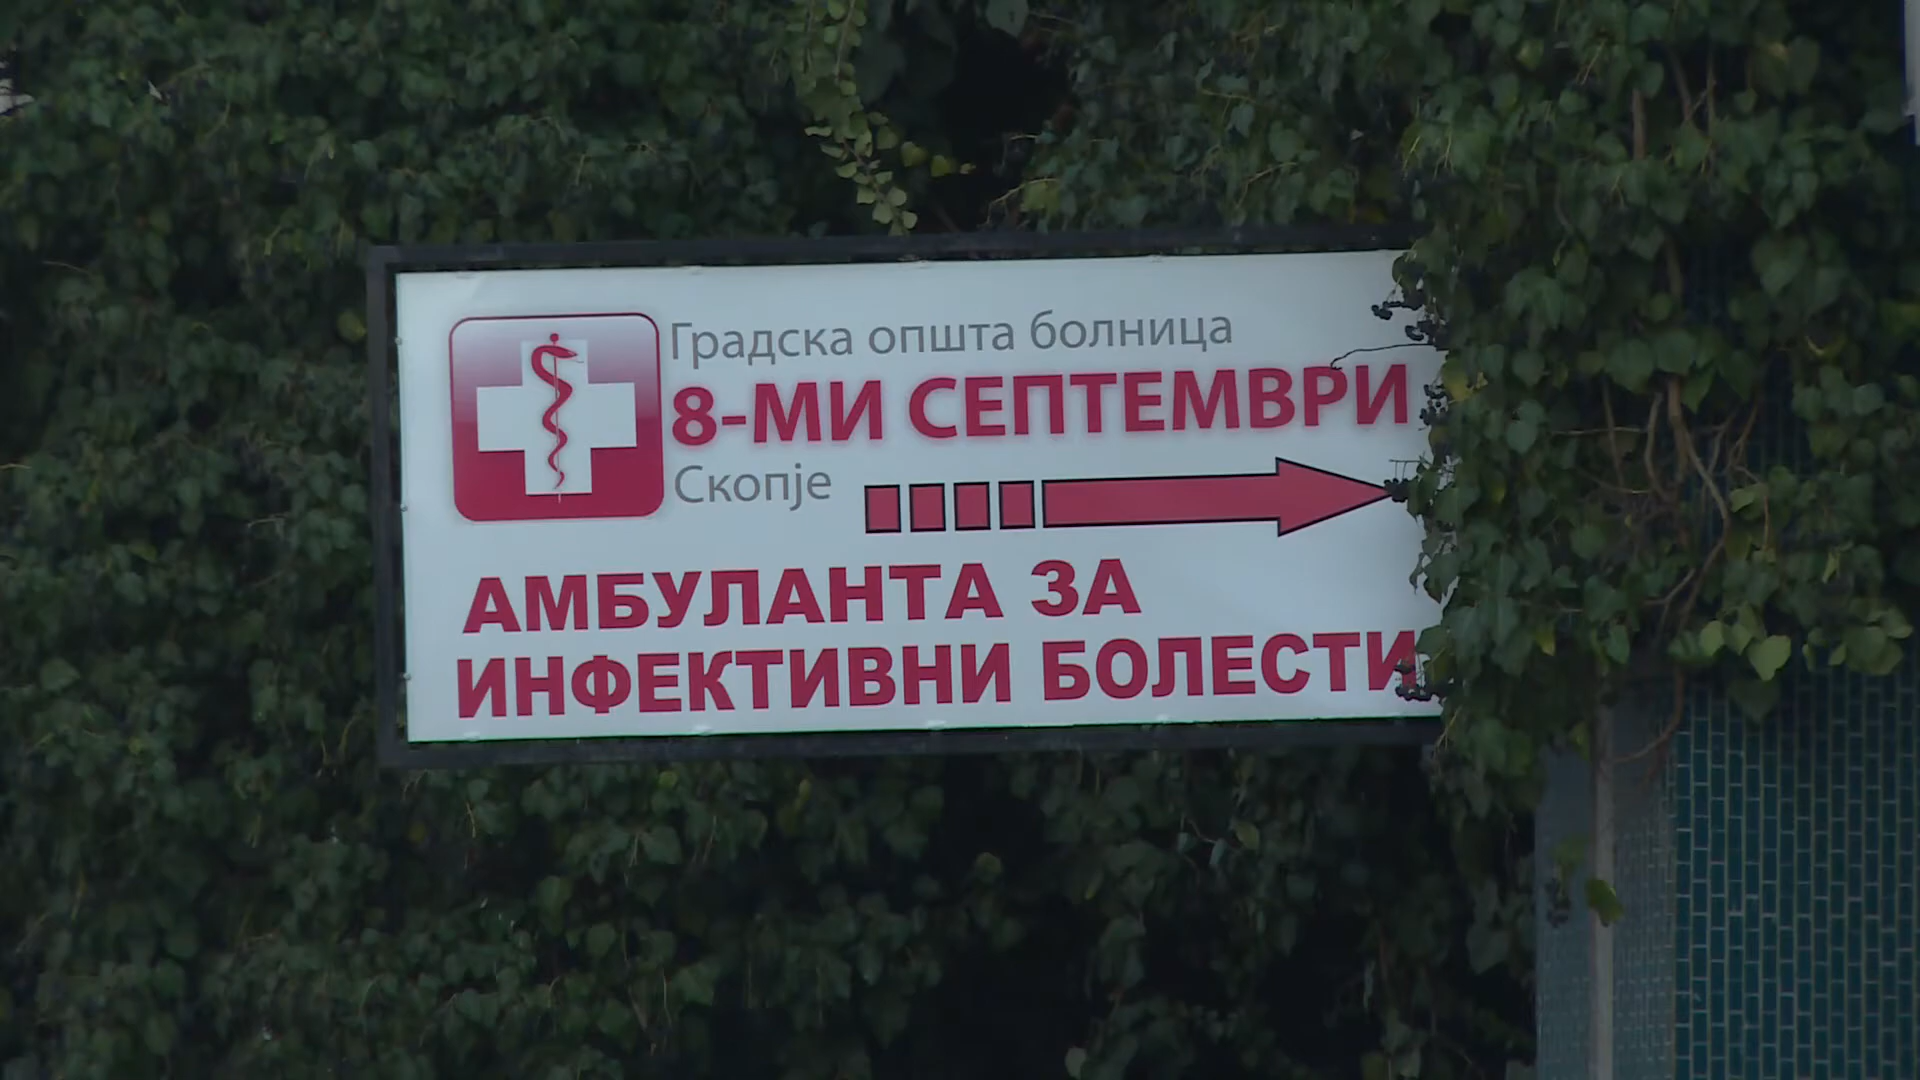 Градска општа болница
8-МИ СЕПТЕМВРИ
Скопје
АМБУЛАНТА ЗА
ИНФЕКТИВНИ БОЛЕСТИ